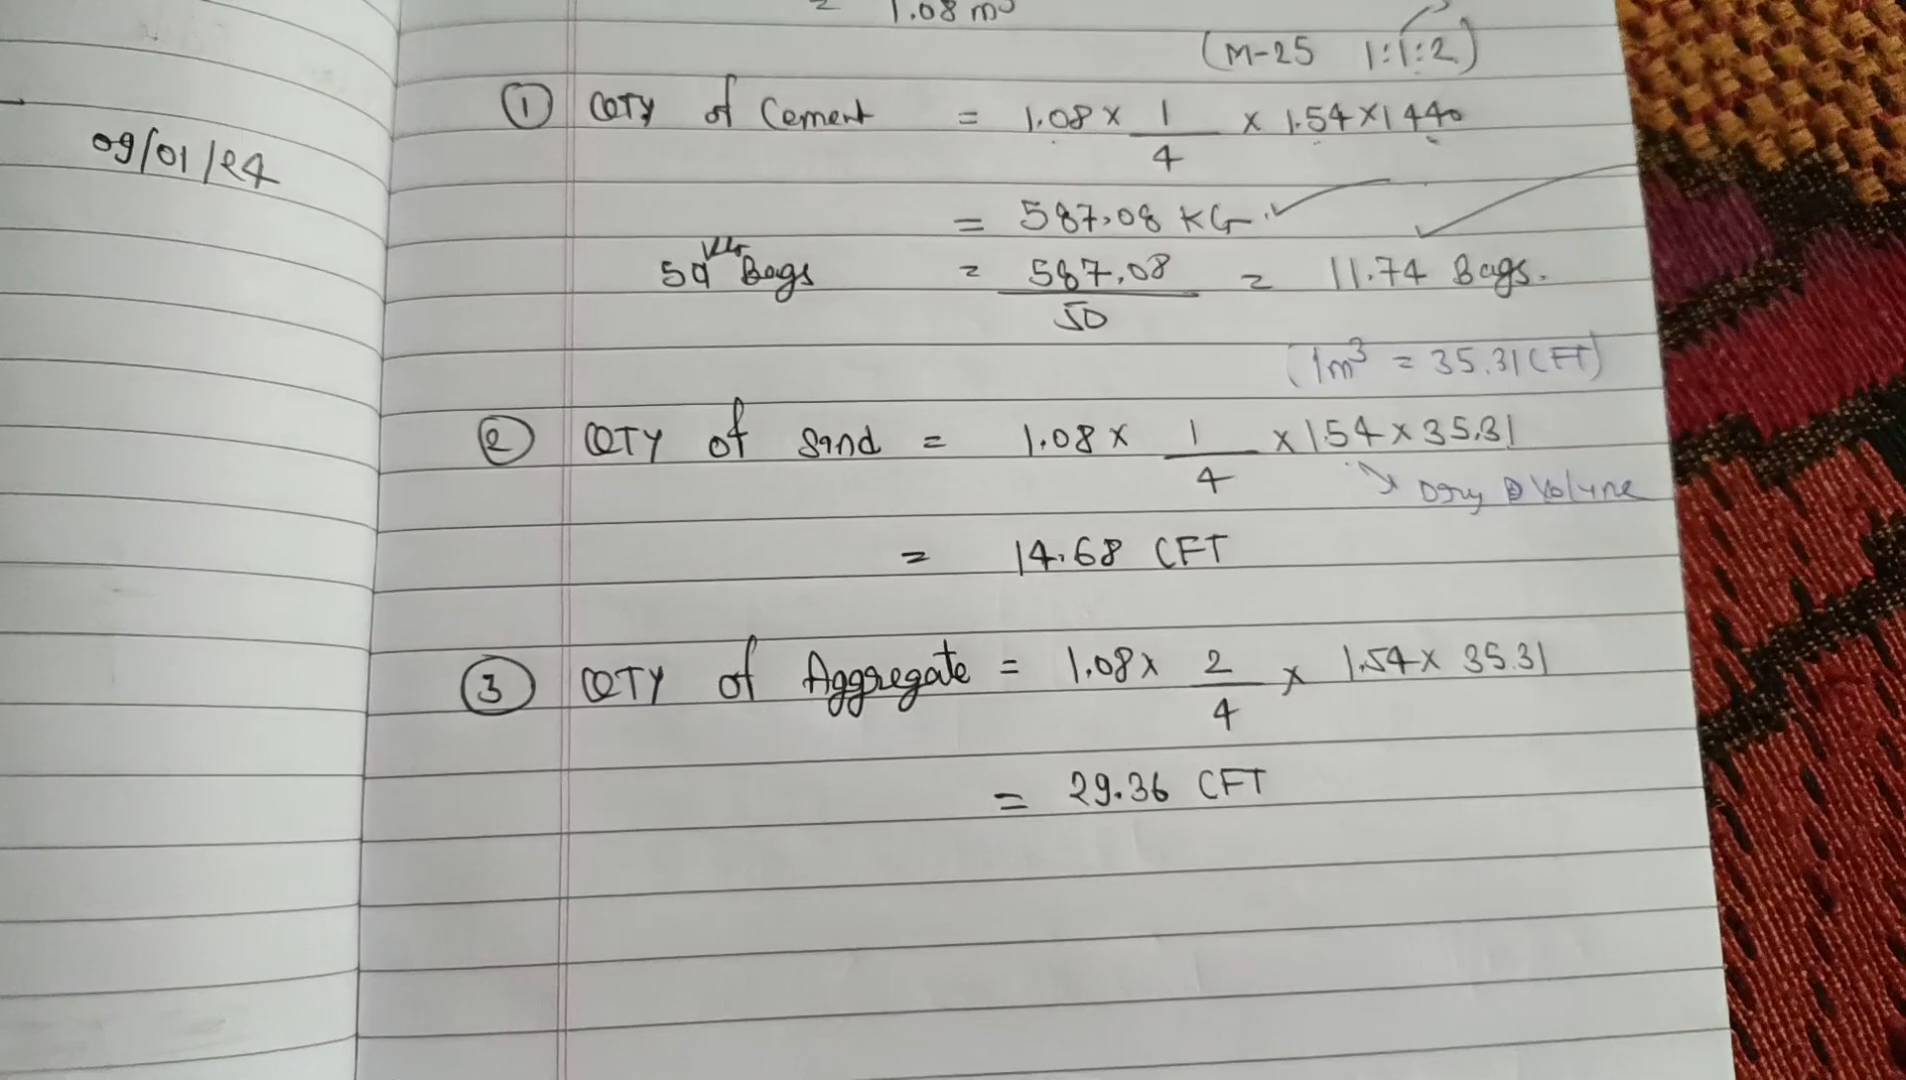 = 1.08 m³
(M-25 1:1:2)
① QTY of Cement = 1.08 × 1/4 × 1.54 × 1440
09/01/24
= 587.08 KG.
50 KG Bags = 587.08/50 = 11.74 Bags.
(1m³ = 35.31 CFT)
② QTY of Sand = 1.08 × 1/4 × 1.54 × 35.31
Dry Volume
= 14.68 CFT
③ QTY of Aggregate = 1.08 × 2/4 × 1.54 × 35.31
= 29.36 CFT